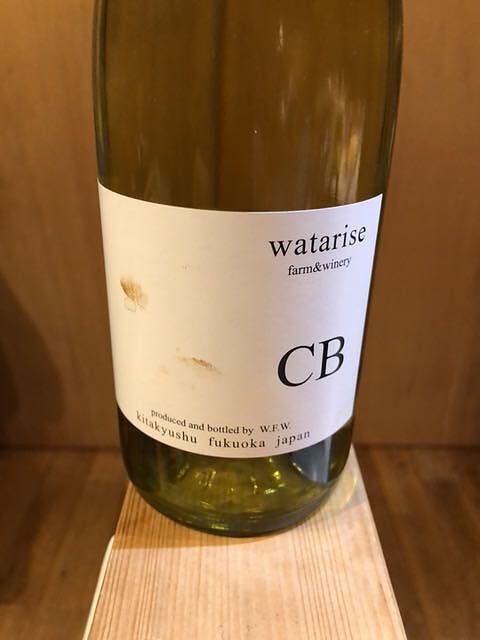 watarise
farm&winery
CB
produced and bottled by W.F.W.
kitakyushu fukuoka japan